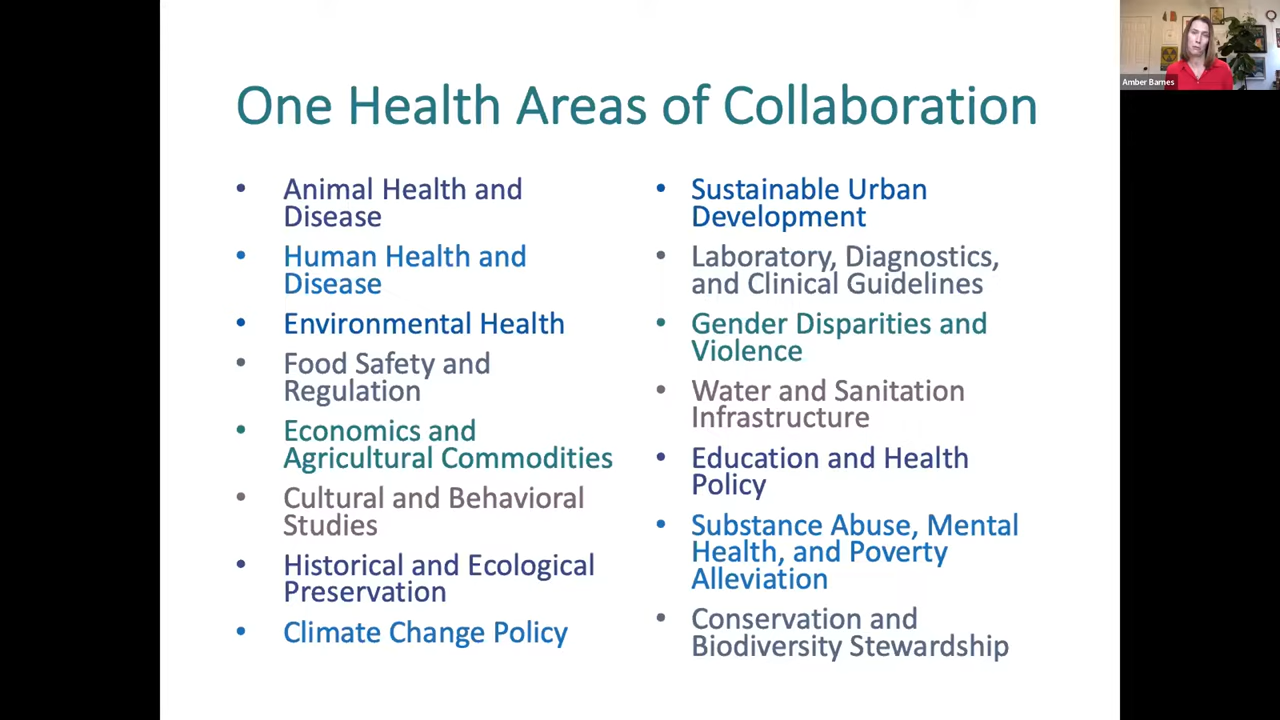 One Health Areas of Collaboration
• Animal Health and
Disease
• Human Health and
Disease
• Environmental Health
• Food Safety and
Regulation
• Economics and
Agricultural Commodities
• Cultural and Behavioral
Studies
• Historical and Ecological
Preservation
• Climate Change Policy
• Sustainable Urban
Development
• Laboratory, Diagnostics,
and Clinical Guidelines
• Gender Disparities and
Violence
• Water and Sanitation
Infrastructure
• Education and Health
Policy
• Substance Abuse, Mental
Health, and Poverty
Alleviation
• Conservation and
Biodiversity Stewardship
Amber Barnes